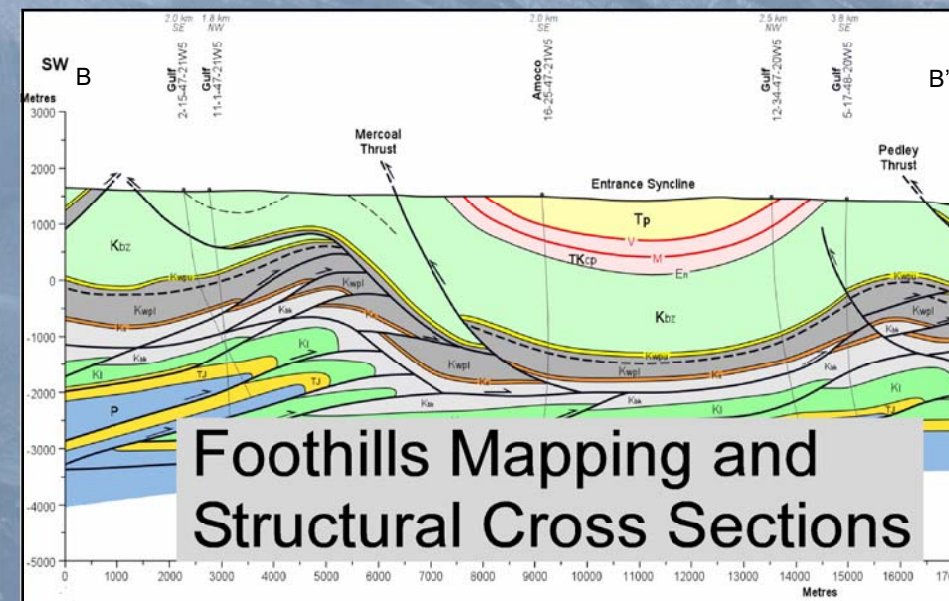 2.0 km
SE
1.8 km
NW
2.0 km
SE
2.5 km
NW
3.8 km
SE
SW
B
B'
Gulf
2-15-47-21W5
Gulf
11-1-47-21W5
Amoco
16-25-47-21W5
Gulf
12-34-47-20W5
Gulf
5-17-48-20W5
Metres
3000
2000
1000
0
-1000
-2000
-3000
-4000
-5000
Mercoal
Thrust
Pedley
Thrust
Entrance Syncline
Tp
V
M
TKcp
En
Kbz
Kbz
Kwpu
Kwpu
Kwpu
Kwpl
Kwpl
Kwpl
Kwpl
Kwpl
Kl
Kl
Kl
Kl
TJ
TJ
TJ
P
Foothills Mapping and
Structural Cross Sections
0 1000 2000 3000 4000 5000 6000 7000 8000 9000 10000 11000 12000 13000 14000 15000 16000
Metres